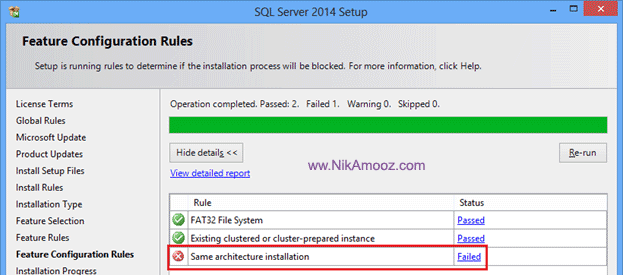 SQL Server 2014 Setup
Feature Configuration Rules
Setup is running rules to determine if the installation process will be blocked. For more information, click Help.
License Terms
Global Rules
Microsoft Update
Product Updates
Install Setup Files
Install Rules
Installation Type
Feature Selection
Feature Rules
Feature Configuration Rules
Installation Progress
Operation completed. Passed: 2. Failed 1. Warning 0. Skipped 0.
Hide details <<
Re-run
ww.NikAmooz.com
View detailed report
Rule Status
FAT32 File System Passed
Existing clustered or cluster-prepared instance Passed
Same architecture installation Failed